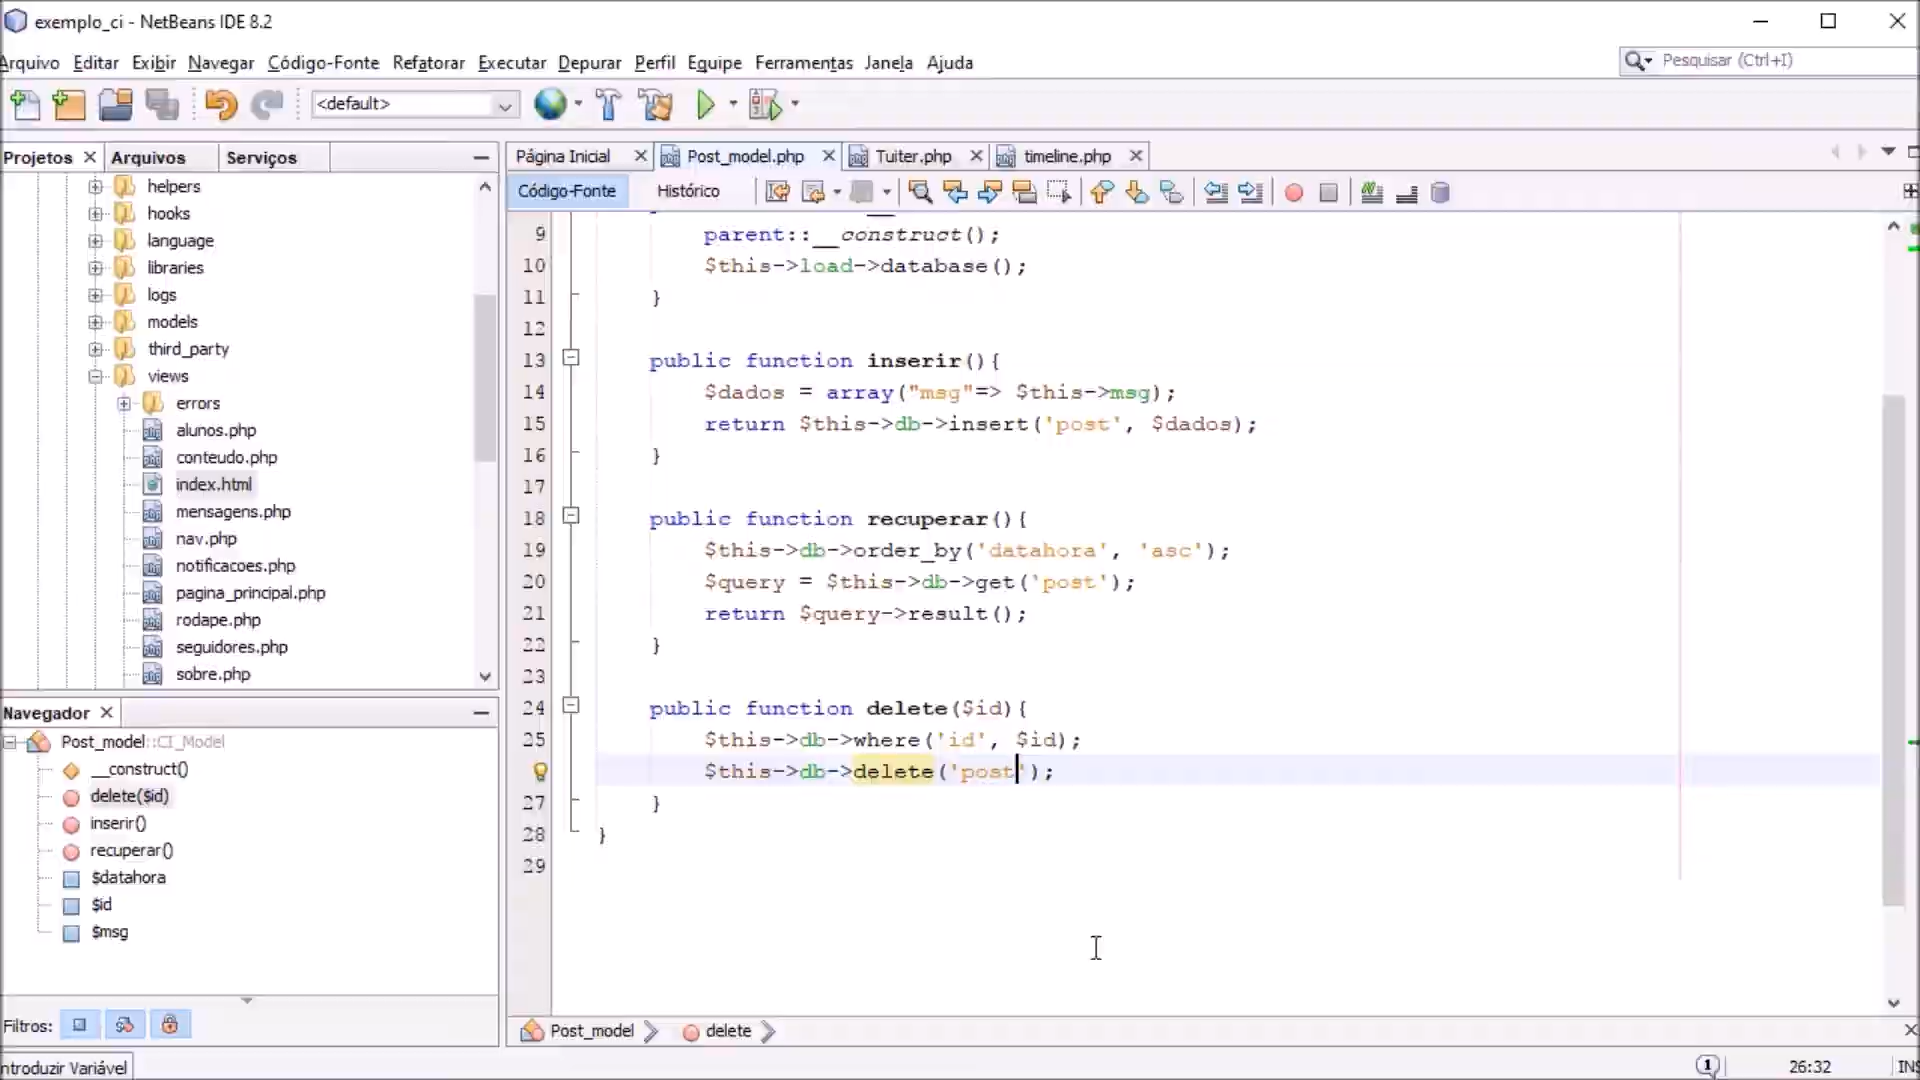 exemplo_ci - NetBeans IDE 8.2
Arquivo Editar Exibir Navegar Código-Fonte Refatorar Executar Depurar Perfil Equipe Ferramentas Janela Ajuda
Pesquisar (Ctrl+I)
<default>
Projetos Arquivos Serviços
helpers
hooks
language
libraries
logs
models
third_party
views
errors
alunos.php
conteudo.php
index.html
mensagens.php
nav.php
notificacoes.php
pagina_principal.php
rodape.php
seguidores.php
sobre.php
Navegador
Post_model::CI_Model
__construct()
delete($id)
inserir()
recuperar()
$datahora
$id
$msg
Filtros:
Página Inicial Post_model.php Tuiter.php timeline.php
Código-Fonte Histórico
9 parent::__construct();
10 $this->load->database();
11 }
12
13 public function inserir(){
14 $dados = array("msg"=> $this->msg);
15 return $this->db->insert('post', $dados);
16 }
17
18 public function recuperar(){
19 $this->db->order_by('datahora', 'asc');
20 $query = $this->db->get('post');
21 return $query->result();
22 }
23
24 public function delete($id){
25 $this->db->where('id', $id);
$this->db->delete('post');
27 }
28 }
29
Post_model delete
ntroduzir Variável
1 26:32 INS